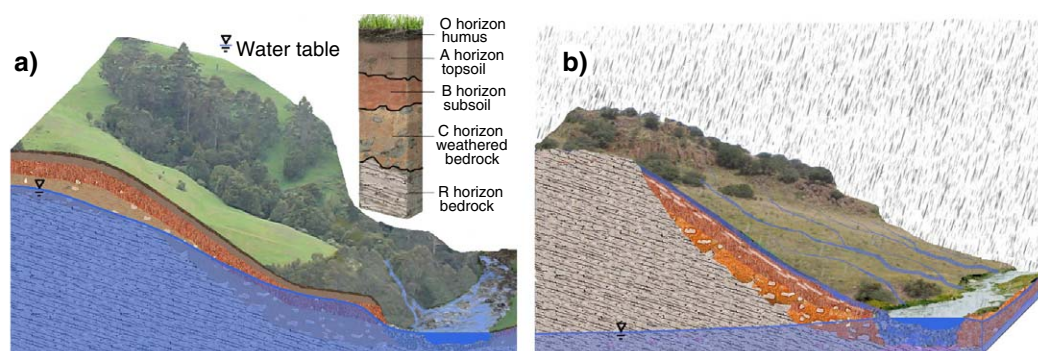 a)
Water table
O horizon
humus
A horizon
topsoil
B horizon
subsoil
C horizon
weathered
bedrock
R horizon
bedrock
b)